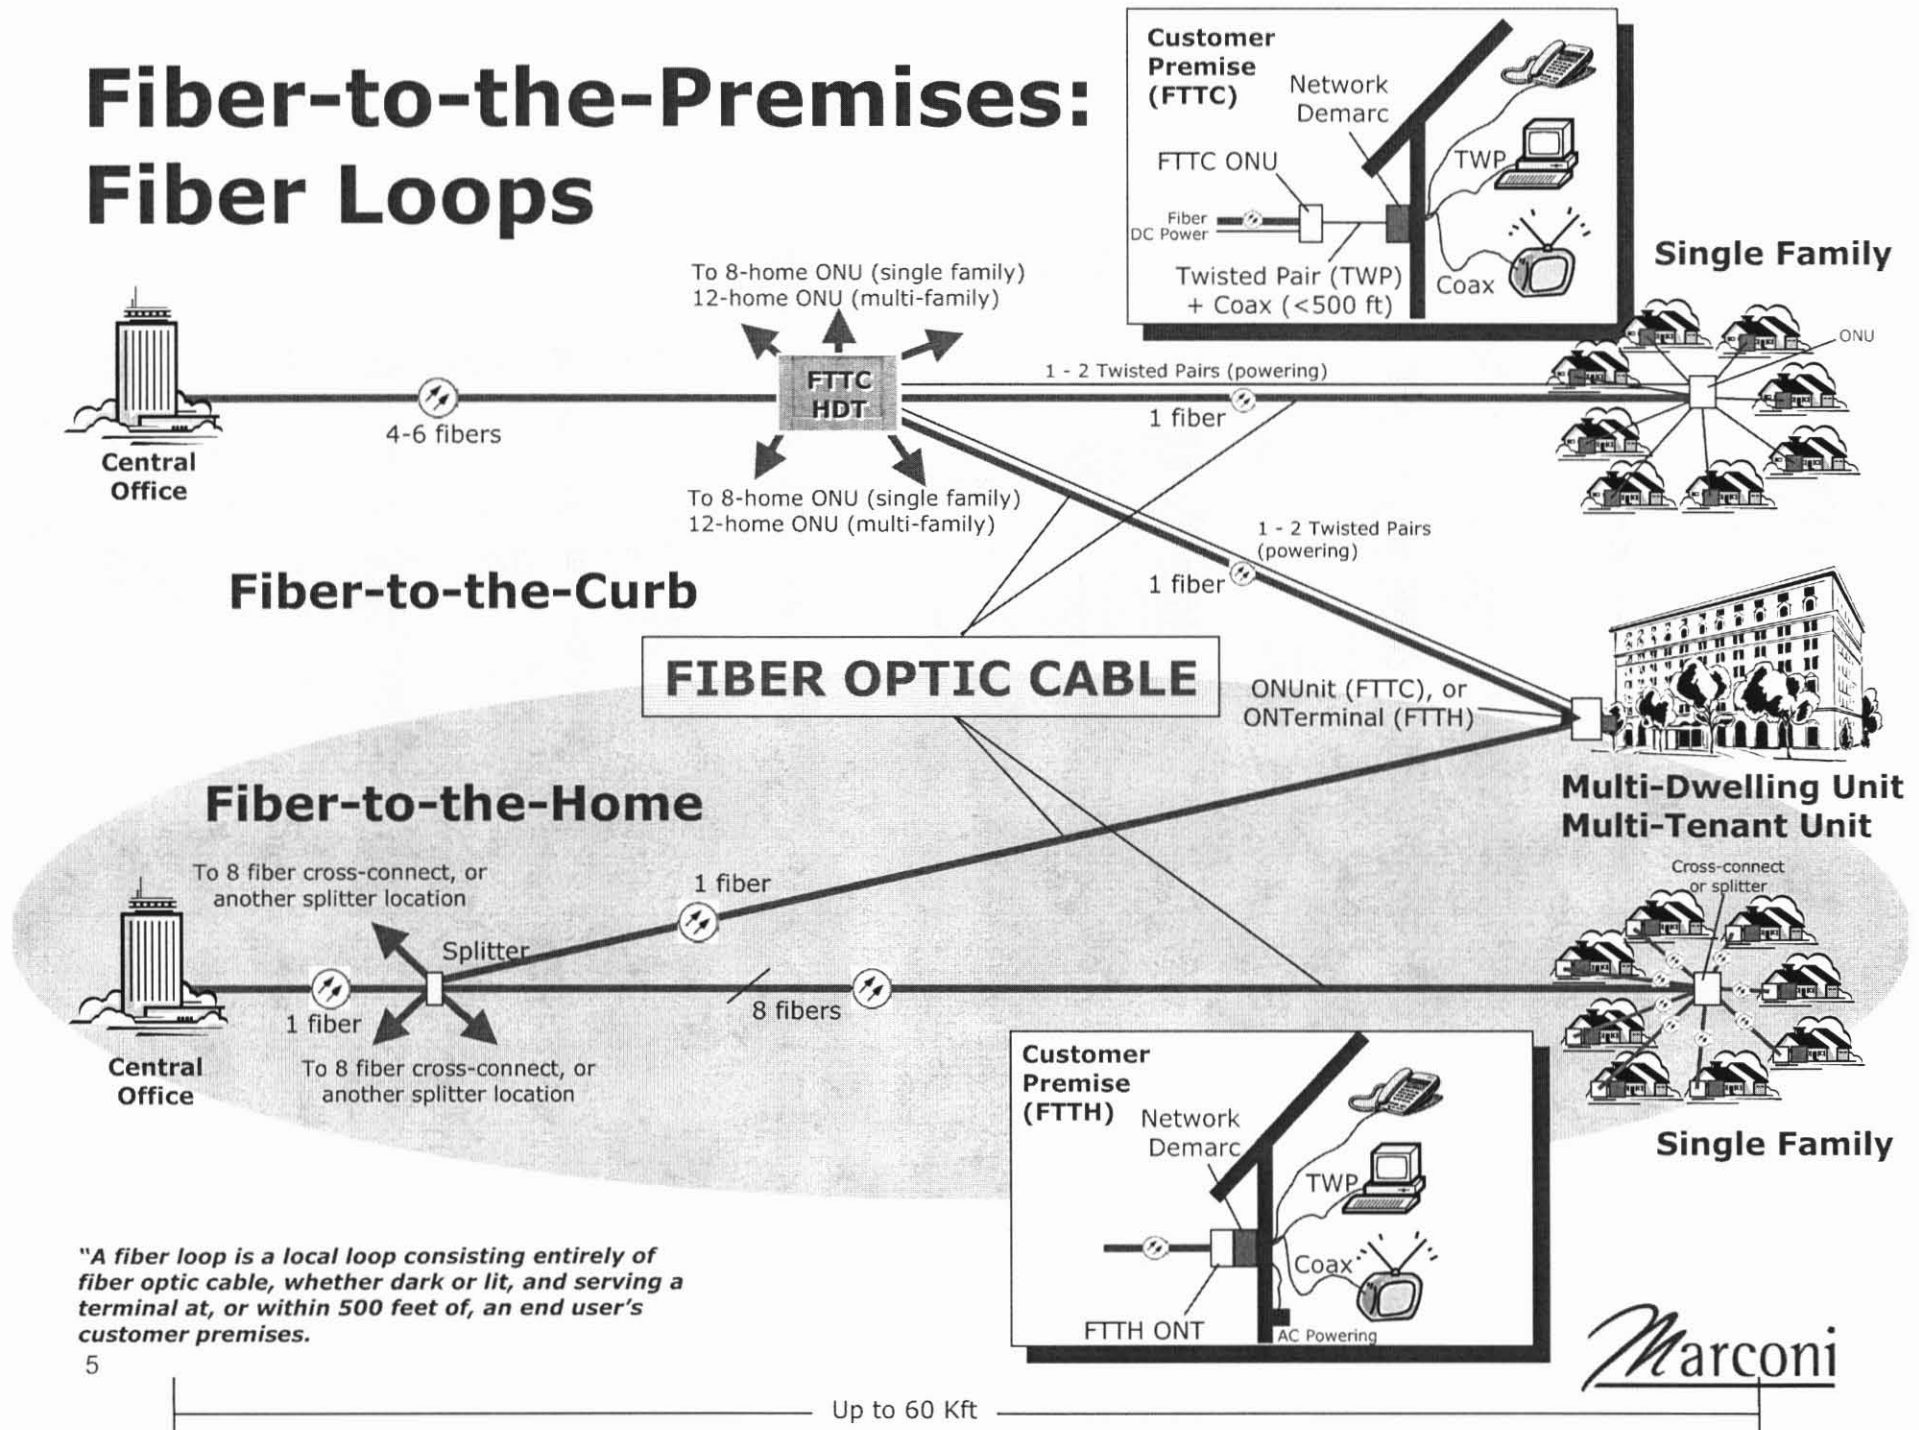 Fiber-to-the-Premises:
Fiber Loops
Customer
Premise
(FTTC)
Network
Demarc
FTTC ONU
TWP
Fiber
DC Power
Twisted Pair (TWP)
+ Coax (<500 ft)
Coax
Single Family
ONU
To 8-home ONU (single family)
12-home ONU (multi-family)
FTTC
HDT
1 - 2 Twisted Pairs (powering)
1 fiber
4-6 fibers
Central
Office
To 8-home ONU (single family)
12-home ONU (multi-family)
1 - 2 Twisted Pairs
(powering)
1 fiber
Fiber-to-the-Curb
FIBER OPTIC CABLE
ONUnit (FTTC), or
ONTerminal (FTTH)
Multi-Dwelling Unit
Multi-Tenant Unit
Fiber-to-the-Home
To 8 fiber cross-connect, or
another splitter location
1 fiber
Cross-connect
or splitter
Splitter
1 fiber
8 fibers
Central
Office
To 8 fiber cross-connect, or
another splitter location
Customer
Premise
(FTTH)
Network
Demarc
TWP
Coax
FTTH ONT
AC Powering
Single Family
"A fiber loop is a local loop consisting entirely of
fiber optic cable, whether dark or lit, and serving a
terminal at, or within 500 feet of, an end user's
customer premises.
5
Marconi
Up to 60 Kft